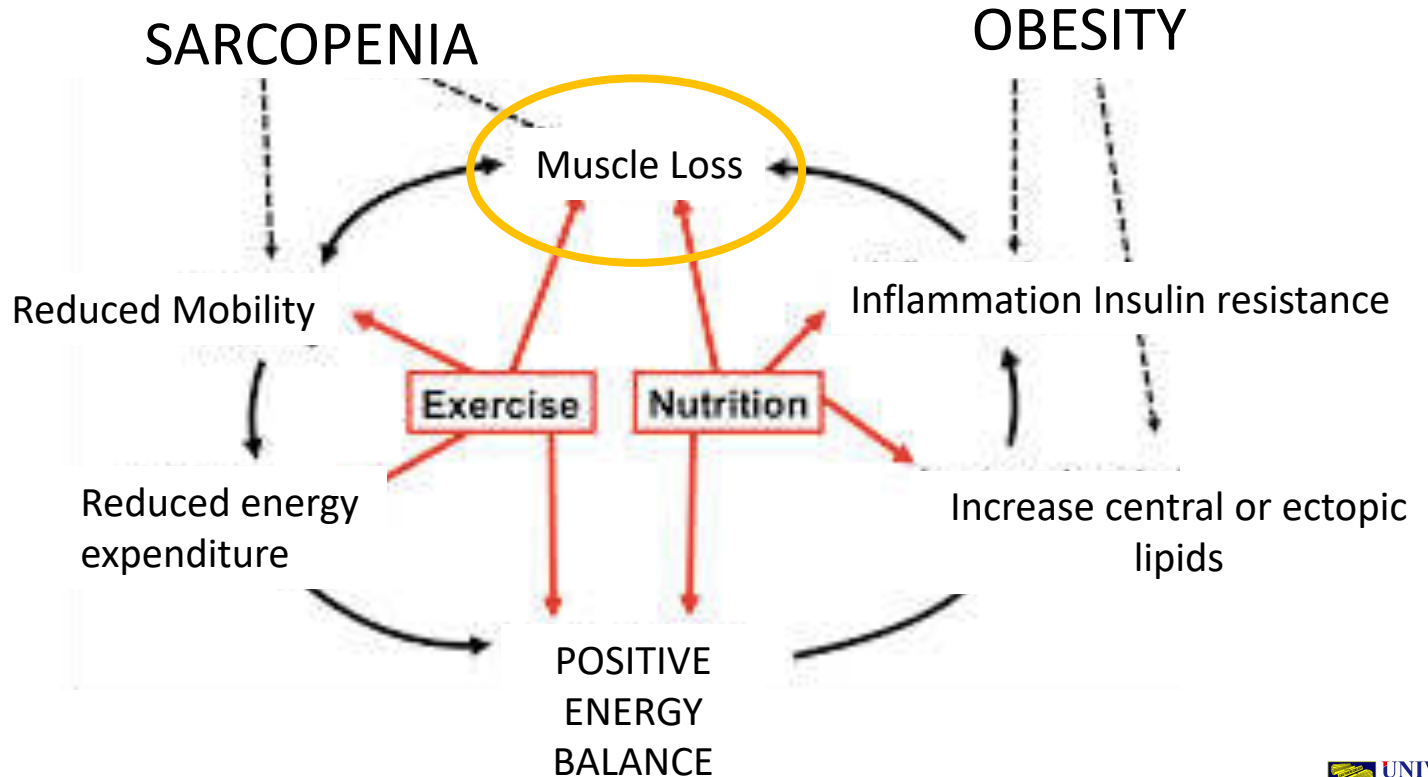 SARCOPENIA
OBESITY
Muscle Loss
Reduced Mobility
Inflammation Insulin resistance
Exercise
Nutrition
Reduced energy
expenditure
Increase central or ectopic
lipids
POSITIVE
ENERGY
BALANCE